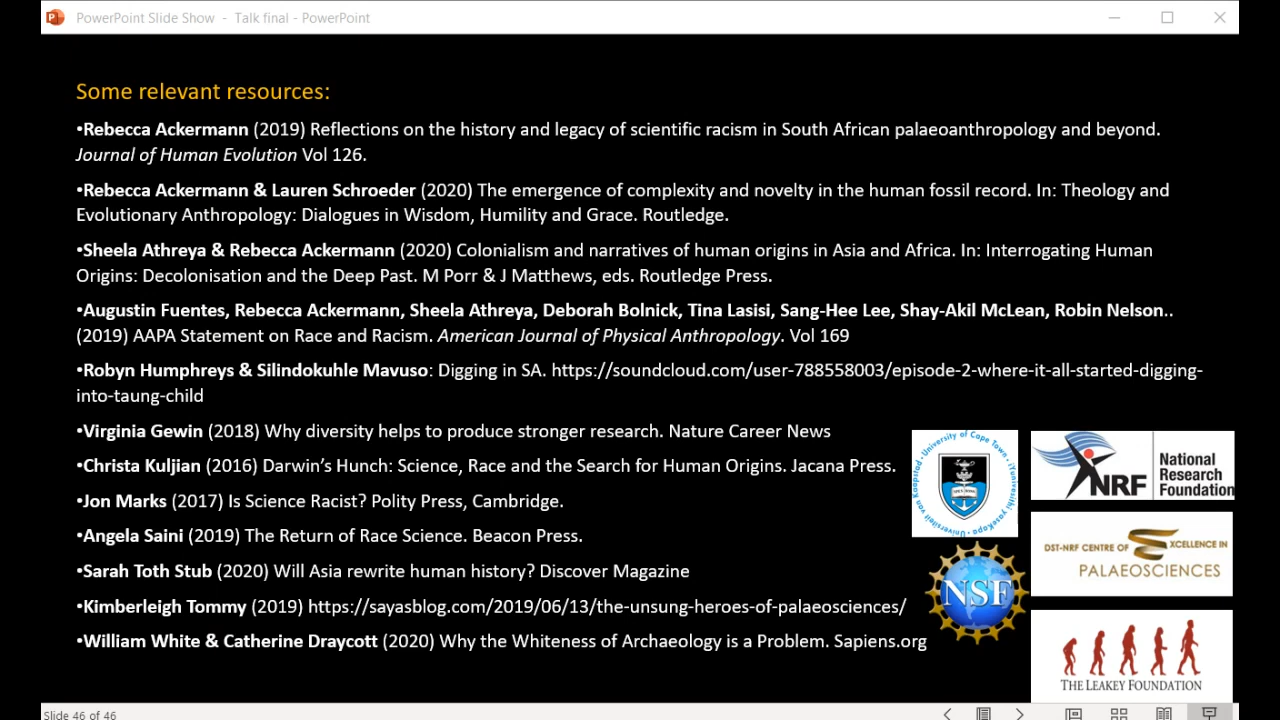 PowerPoint Slide Show - Talk final - PowerPoint
Some relevant resources:
•Rebecca Ackermann (2019) Reflections on the history and legacy of scientific racism in South African palaeoanthropology and beyond.
Journal of Human Evolution Vol 126.
•Rebecca Ackermann & Lauren Schroeder (2020) The emergence of complexity and novelty in the human fossil record. In: Theology and
Evolutionary Anthropology: Dialogues in Wisdom, Humility and Grace. Routledge.
•Sheela Athreya & Rebecca Ackermann (2020) Colonialism and narratives of human origins in Asia and Africa. In: Interrogating Human
Origins: Decolonisation and the Deep Past. M Porr & J Matthews, eds. Routledge Press.
•Augustin Fuentes, Rebecca Ackermann, Sheela Athreya, Deborah Bolnick, Tina Lasisi, Sang-Hee Lee, Shay-Akil McLean, Robin Nelson..
(2019) AAPA Statement on Race and Racism. American Journal of Physical Anthropology. Vol 169
•Robyn Humphreys & Silindokuhle Mavuso: Digging in SA. https://soundcloud.com/user-788558003/episode-2-where-it-all-started-digging-
into-taung-child
•Virginia Gewin (2018) Why diversity helps to produce stronger research. Nature Career News
•Christa Kuljian (2016) Darwin's Hunch: Science, Race and the Search for Human Origins. Jacana Press.
•Jon Marks (2017) Is Science Racist? Polity Press, Cambridge.
•Angela Saini (2019) The Return of Race Science. Beacon Press.
•Sarah Toth Stub (2020) Will Asia rewrite human history? Discover Magazine
•Kimberleigh Tommy (2019) https://sayasblog.com/2019/06/13/the-unsung-heroes-of-palaeosciences/
•William White & Catherine Draycott (2020) Why the Whiteness of Archaeology is a Problem. Sapiens.org
University of Cape Town · iYunivesithi yaseKapa · Universiteit van Kaapstad
NRF
National
Research
Foundation
DST-NRF CENTRE OF EXCELLENCE IN
PALAEOSCIENCES
NSF
THE LEAKEY FOUNDATION
Slide 46 of 46